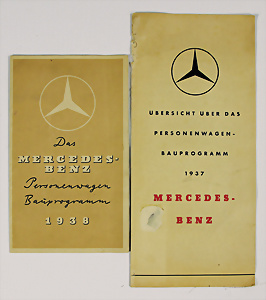 Das
MERCEDES-
BENZ
Personenwagen
Bauprogramm
1938
ÜBERSICHT ÜBER DAS
PERSONENWAGEN-
BAUPROGRAMM
1937
MERCEDES-
BENZ